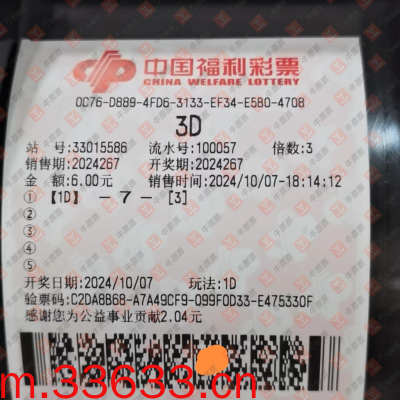 中国福利彩票
CHINA WELFARE LOTTERY
0C76-D889-4FD6-3133-EF34-E5B0-4708
3D
站 号:33015586 流水号:100057 倍数:3
销售期:2024267 开奖期:2024267
金 额:6.00元 销售时间:2024/10/07-18:14:12
① 【1D】 - 7 - [3]
②
③
④
⑤
开奖日期:2024/10/07 玩法:1D
验票码:C2DA8B68-A7A49CF9-099F0D33-E475330F
感谢您为公益事业贡献2.04元
m.33633.cn